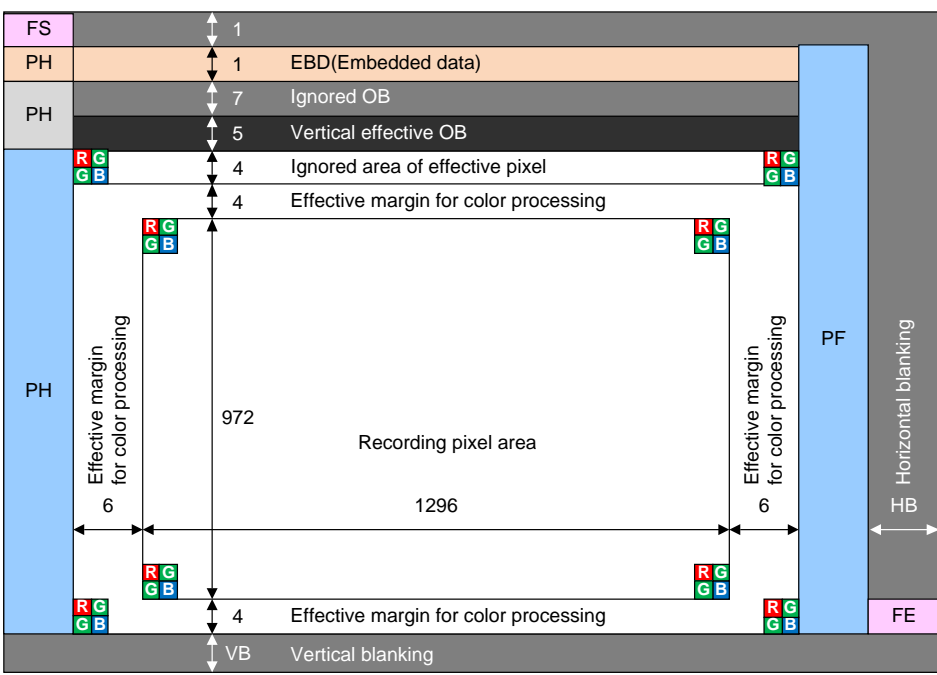 FS
1
PH
1
EBD(Embedded data)
PH
7
Ignored OB
5
Vertical effective OB
R G
G B
4
Ignored area of effective pixel
R G
G B
4
Effective margin for color processing
R G
G B
R G
G B
PH
Effective margin
for color processing
6
972
Recording pixel area
1296
Effective margin
for color processing
6
PF
Horizontal blanking
HB
R G
G B
R G
G B
R G
G B
4
Effective margin for color processing
R G
G B
FE
VB
Vertical blanking